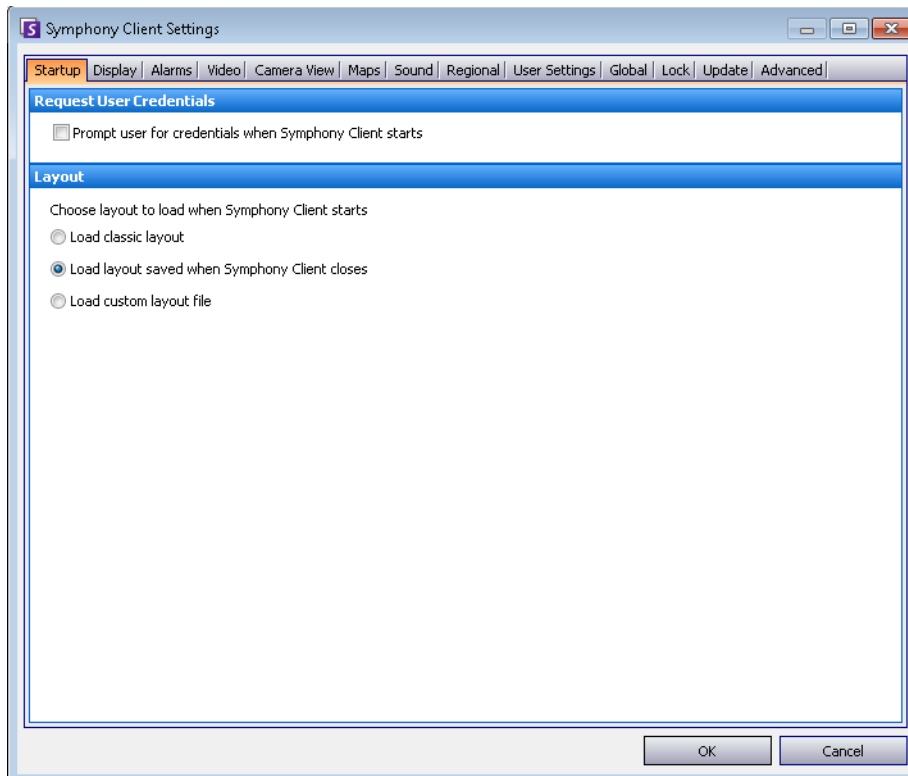 Symphony Client Settings
Startup Display Alarms Video Camera View Maps Sound Regional User Settings Global Lock Update Advanced
Request User Credentials
Prompt user for credentials when Symphony Client starts
Layout
Choose layout to load when Symphony Client starts
Load classic layout
Load layout saved when Symphony Client closes
Load custom layout file
OK Cancel